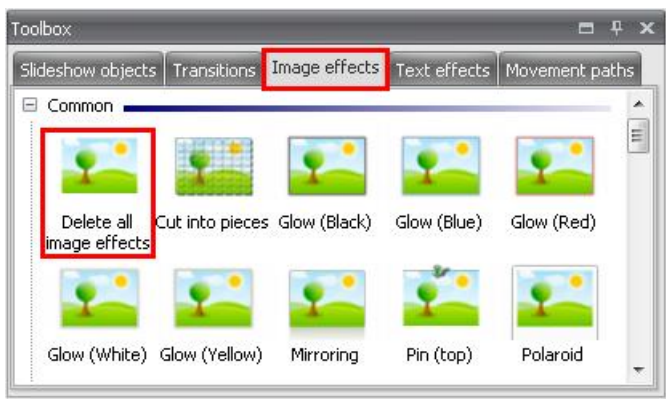 Toolbox
Slideshow objects Transitions Image effects Text effects Movement paths
Common
Delete all
image effects
Cut into pieces
Glow (Black)
Glow (Blue)
Glow (Red)
Glow (White)
Glow (Yellow)
Mirroring
Pin (top)
Polaroid